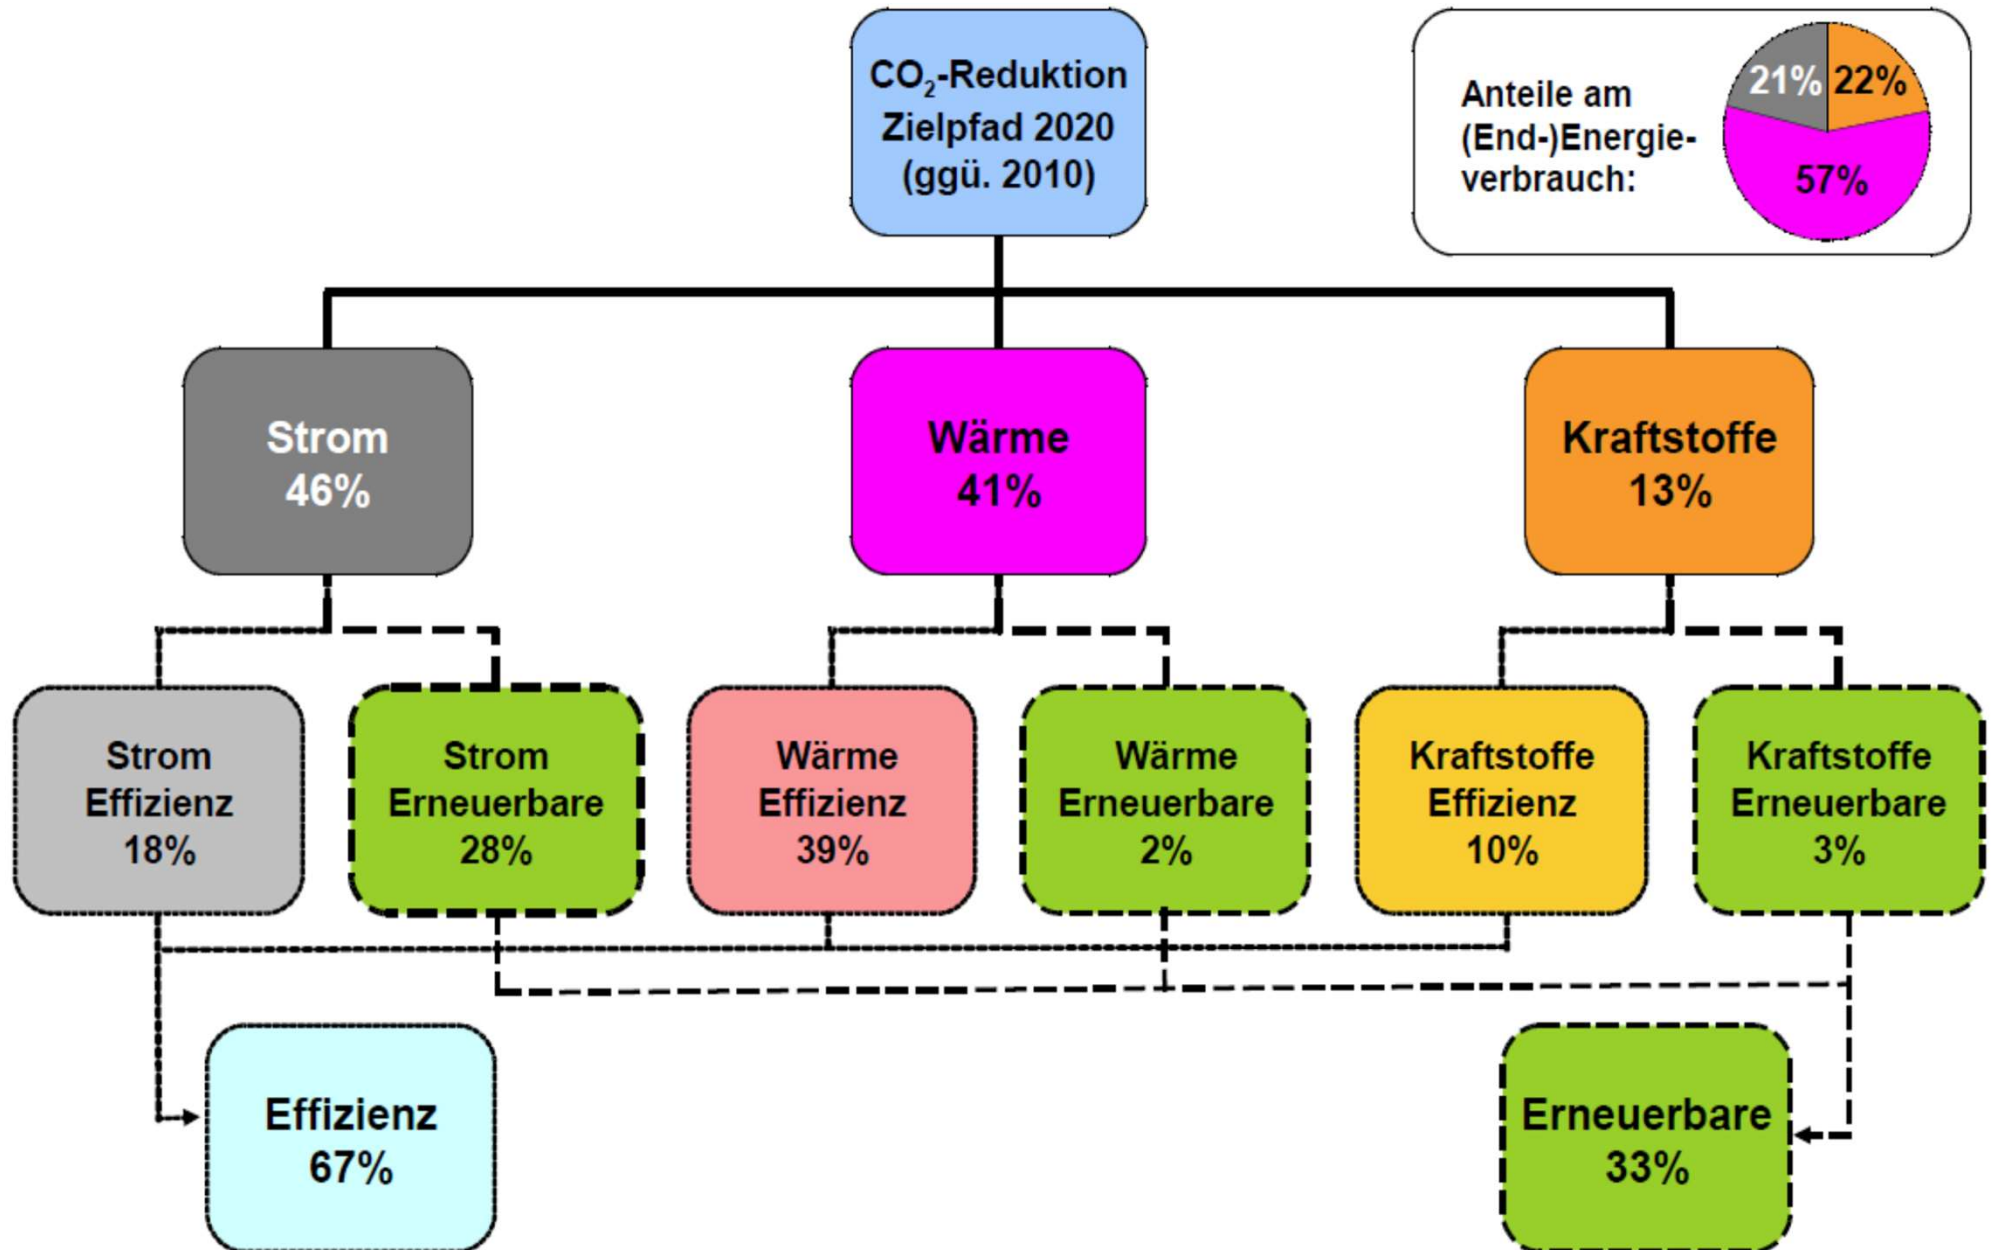 CO₂-Reduktion
Zielpfad 2020
(ggü. 2010)
Anteile am
(End-)Energie-
verbrauch:
21%
22%
57%
Strom
46%
Wärme
41%
Kraftstoffe
13%
Strom
Effizienz
18%
Strom
Erneuerbare
28%
Wärme
Effizienz
39%
Wärme
Erneuerbare
2%
Kraftstoffe
Effizienz
10%
Kraftstoffe
Erneuerbare
3%
Effizienz
67%
Erneuerbare
33%